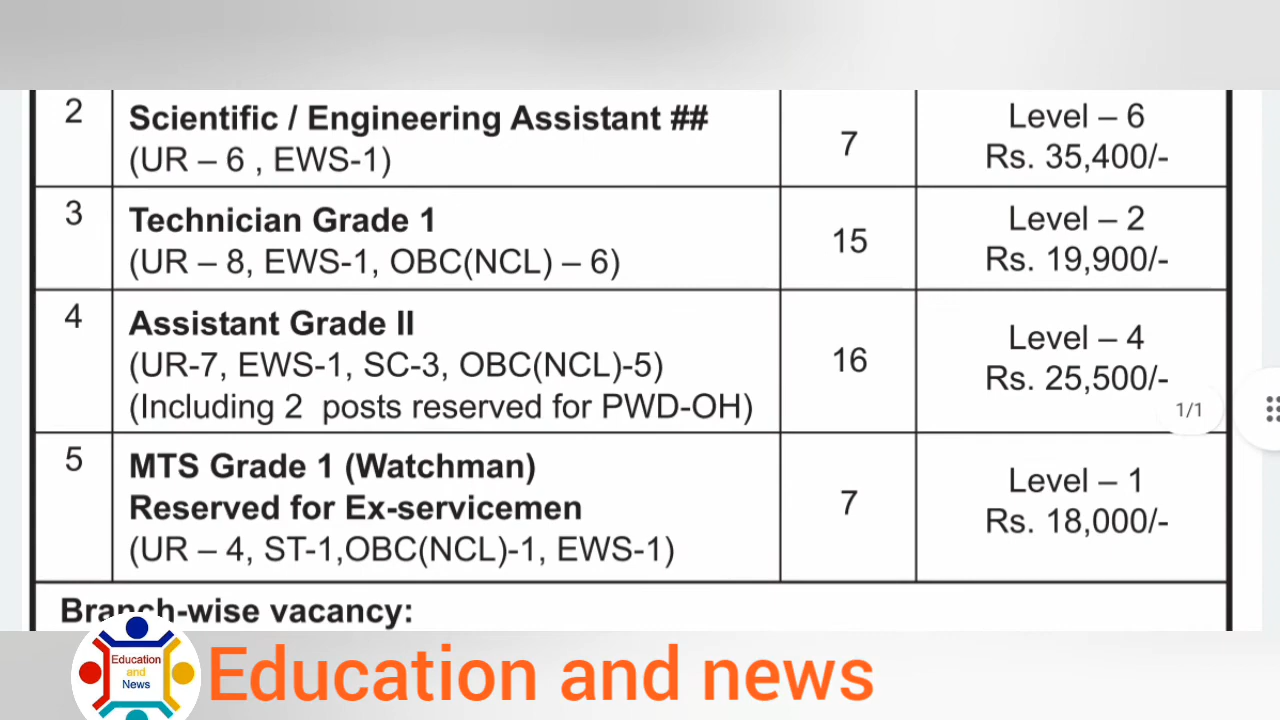 2
Scientific / Engineering Assistant ##
(UR – 6 , EWS-1)
7
Level – 6
Rs. 35,400/-
3
Technician Grade 1
(UR – 8, EWS-1, OBC(NCL) – 6)
15
Level – 2
Rs. 19,900/-
4
Assistant Grade II
(UR-7, EWS-1, SC-3, OBC(NCL)-5)
(Including 2 posts reserved for PWD-OH)
16
Level – 4
Rs. 25,500/-
1/1
5
MTS Grade 1 (Watchman)
Reserved for Ex-servicemen
(UR – 4, ST-1,OBC(NCL)-1, EWS-1)
7
Level – 1
Rs. 18,000/-
Branch-wise vacancy:
Education
and
News
Education and news